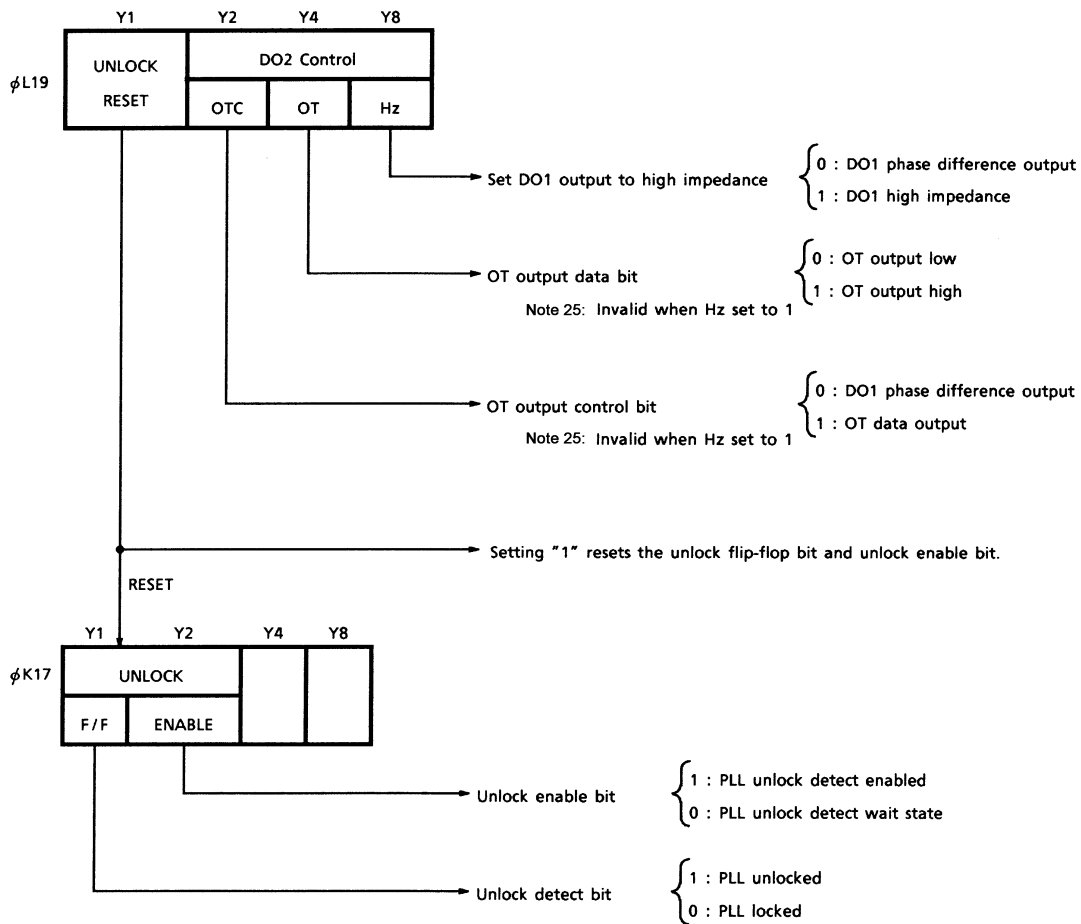 Y1 Y2 Y4 Y8
φL19
UNLOCK
RESET
DO2 Control
OTC OT Hz
Set DO1 output to high impedance
0 : DO1 phase difference output
1 : DO1 high impedance
OT output data bit
Note 25: Invalid when Hz set to 1
0 : OT output low
1 : OT output high
OT output control bit
Note 25: Invalid when Hz set to 1
0 : DO1 phase difference output
1 : OT data output
Setting "1" resets the unlock flip-flop bit and unlock enable bit.
RESET
Y1 Y2 Y4 Y8
φK17
UNLOCK
F/F ENABLE
Unlock enable bit
1 : PLL unlock detect enabled
0 : PLL unlock detect wait state
Unlock detect bit
1 : PLL unlocked
0 : PLL locked